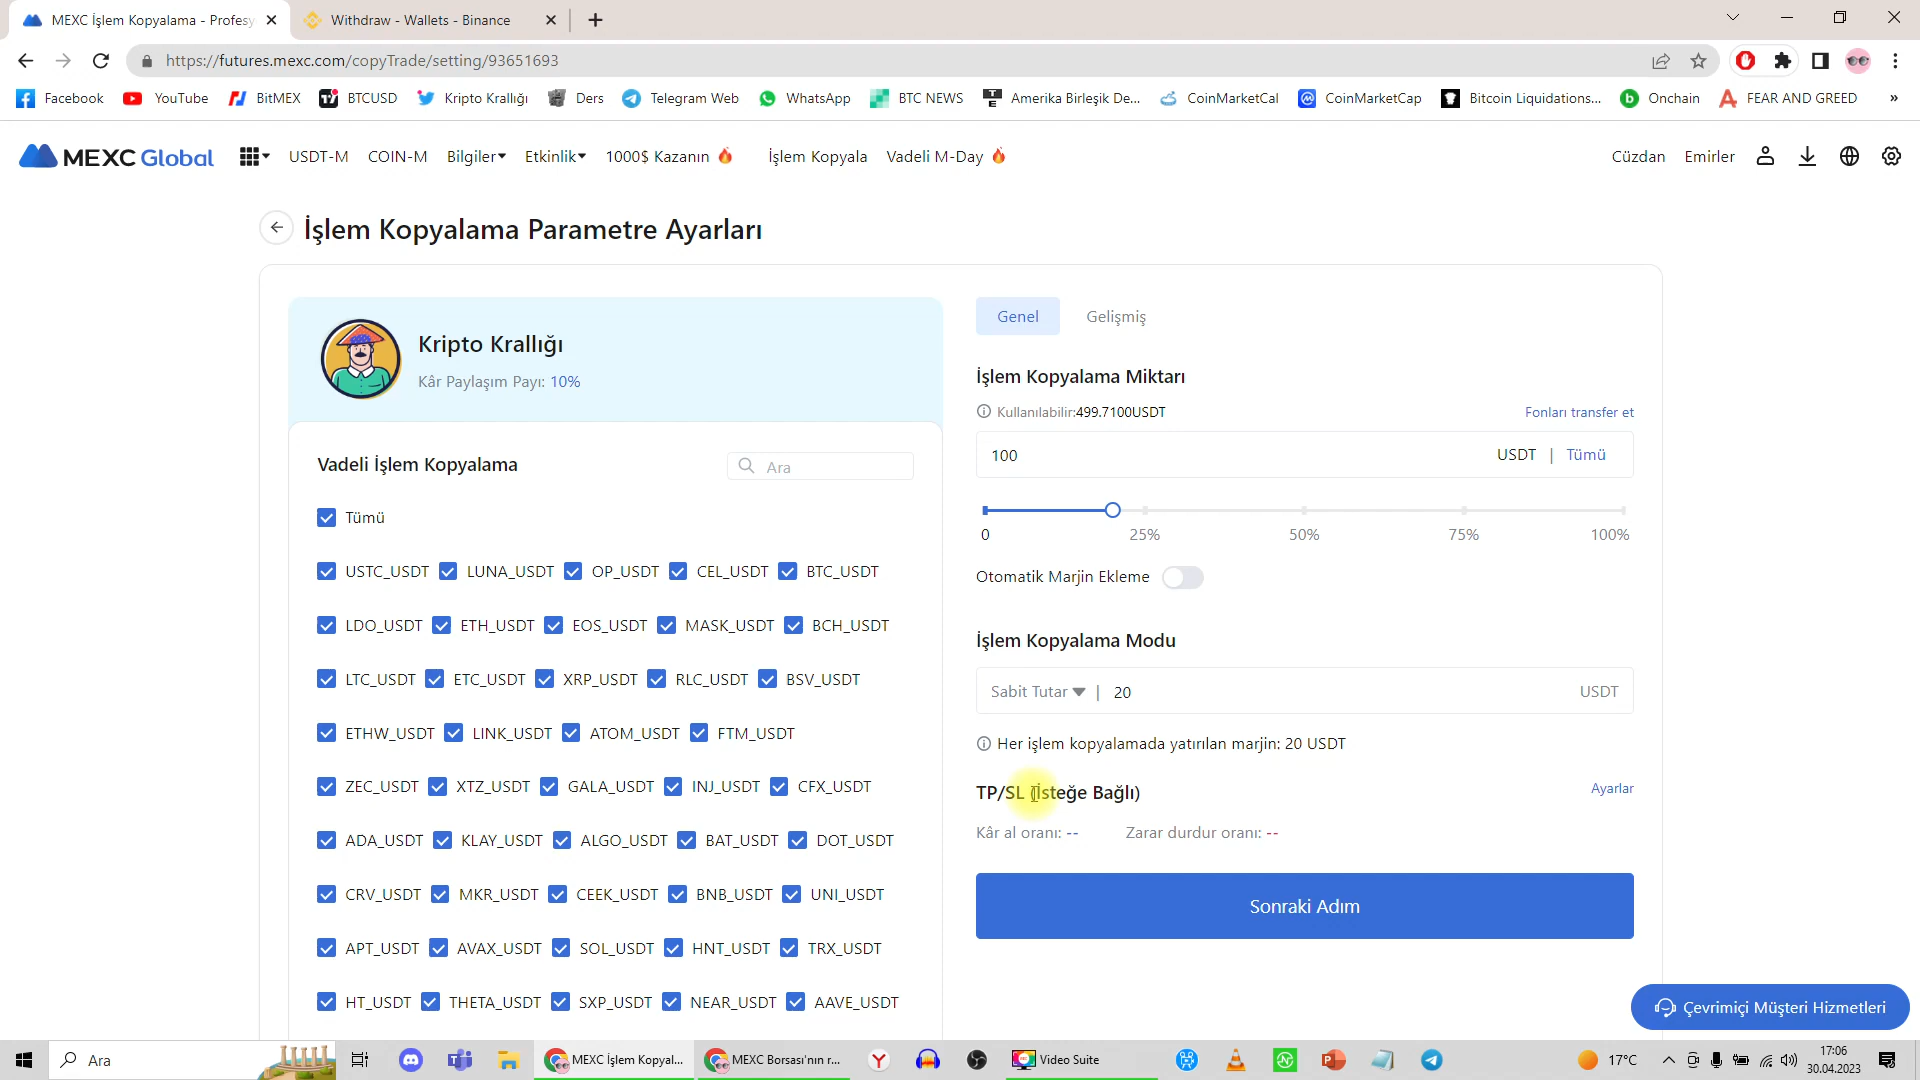 MEXC İşlem Kopyalama - Profesy
Withdraw - Wallets - Binance
https://futures.mexc.com/copyTrade/setting/93651693
Facebook YouTube BitMEX BTCUSD Kripto Krallığı Ders Telegram Web WhatsApp BTC NEWS Amerika Birleşik De... CoinMarketCal CoinMarketCap Bitcoin Liquidations... Onchain FEAR AND GREED »
MEXC Global USDT-M COIN-M Bilgiler Etkinlik 1000$ Kazanın İşlem Kopyala Vadeli M-Day Cüzdan Emirler
İşlem Kopyalama Parametre Ayarları
Kripto Krallığı
Kâr Paylaşım Payı: 10%
Vadeli İşlem Kopyalama
Ara
Tümü
USTC_USDT LUNA_USDT OP_USDT CEL_USDT BTC_USDT
LDO_USDT ETH_USDT EOS_USDT MASK_USDT BCH_USDT
LTC_USDT ETC_USDT XRP_USDT RLC_USDT BSV_USDT
ETHW_USDT LINK_USDT ATOM_USDT FTM_USDT
ZEC_USDT XTZ_USDT GALA_USDT INJ_USDT CFX_USDT
ADA_USDT KLAY_USDT ALGO_USDT BAT_USDT DOT_USDT
CRV_USDT MKR_USDT CEEK_USDT BNB_USDT UNI_USDT
APT_USDT AVAX_USDT SOL_USDT HNT_USDT TRX_USDT
HT_USDT THETA_USDT SXP_USDT NEAR_USDT AAVE_USDT
Genel Gelişmiş
İşlem Kopyalama Miktarı
Kullanılabilir:499.7100USDT Fonları transfer et
100 USDT | Tümü
0 25% 50% 75% 100%
Otomatik Marjin Ekleme
İşlem Kopyalama Modu
Sabit Tutar | 20 USDT
Her işlem kopyalamada yatırılan marjin: 20 USDT
TP/SL (İsteğe Bağlı) Ayarlar
Kâr al oranı: -- Zarar durdur oranı: --
Sonraki Adım
Çevrimiçi Müşteri Hizmetleri
Ara
MEXC İşlem Kopyal...
MEXC Borsası'nın r...
Video Suite
17°C
17:06
30.04.2023